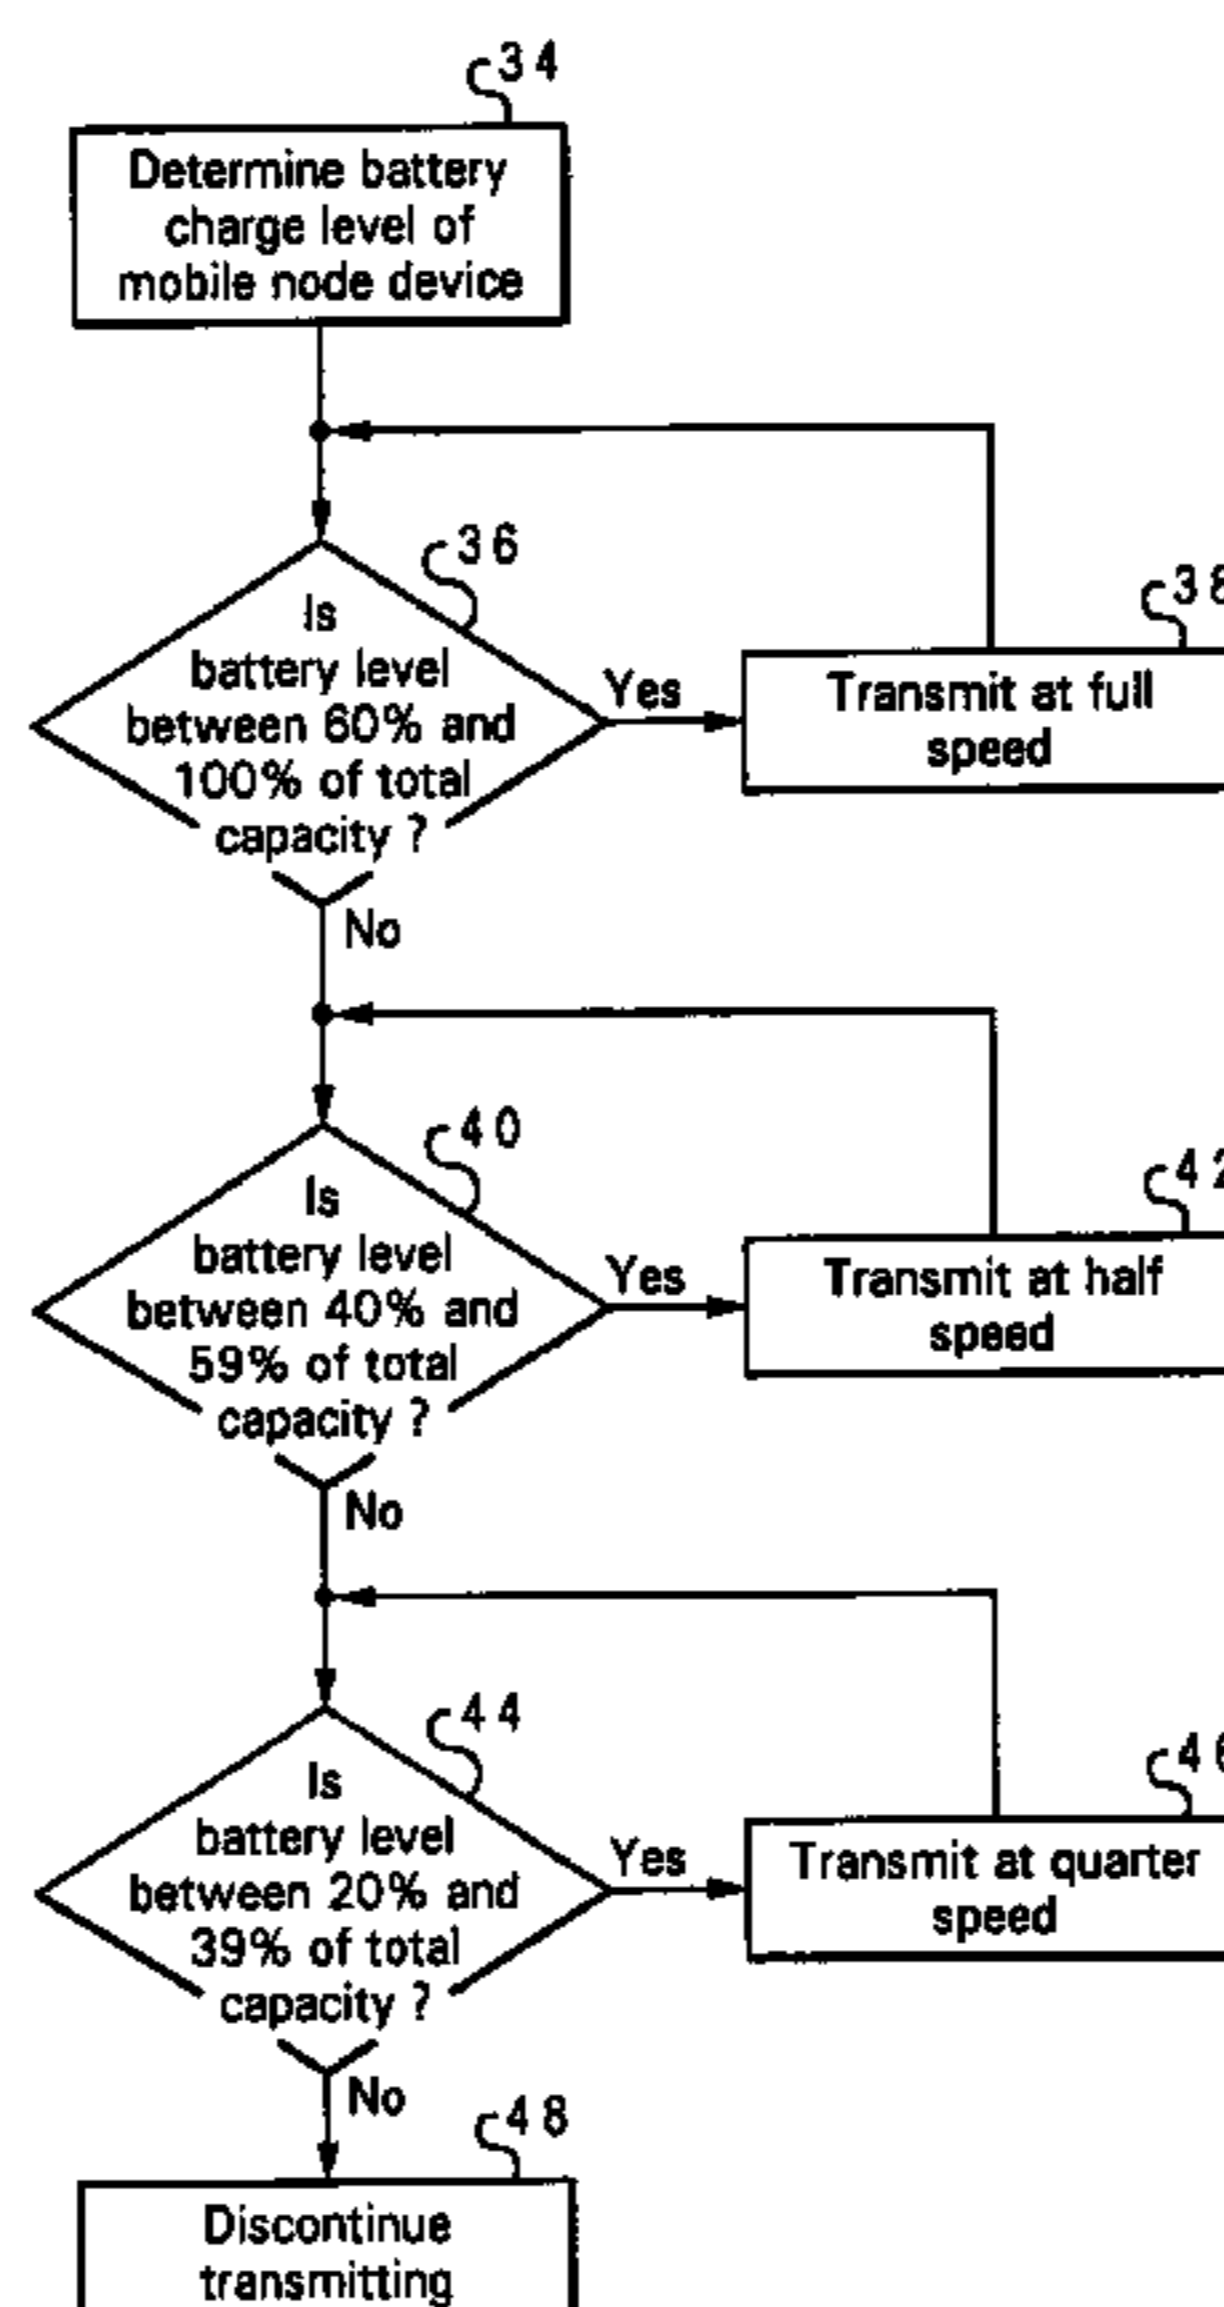 34
Determine battery
charge level of
mobile node device
36
Is
battery level
between 60% and
100% of total
capacity ?
Yes
38
Transmit at full
speed
No
40
Is
battery level
between 40% and
59% of total
capacity ?
Yes
42
Transmit at half
speed
No
44
Is
battery level
between 20% and
39% of total
capacity ?
Yes
46
Transmit at quarter
speed
No
48
Discontinue
transmitting